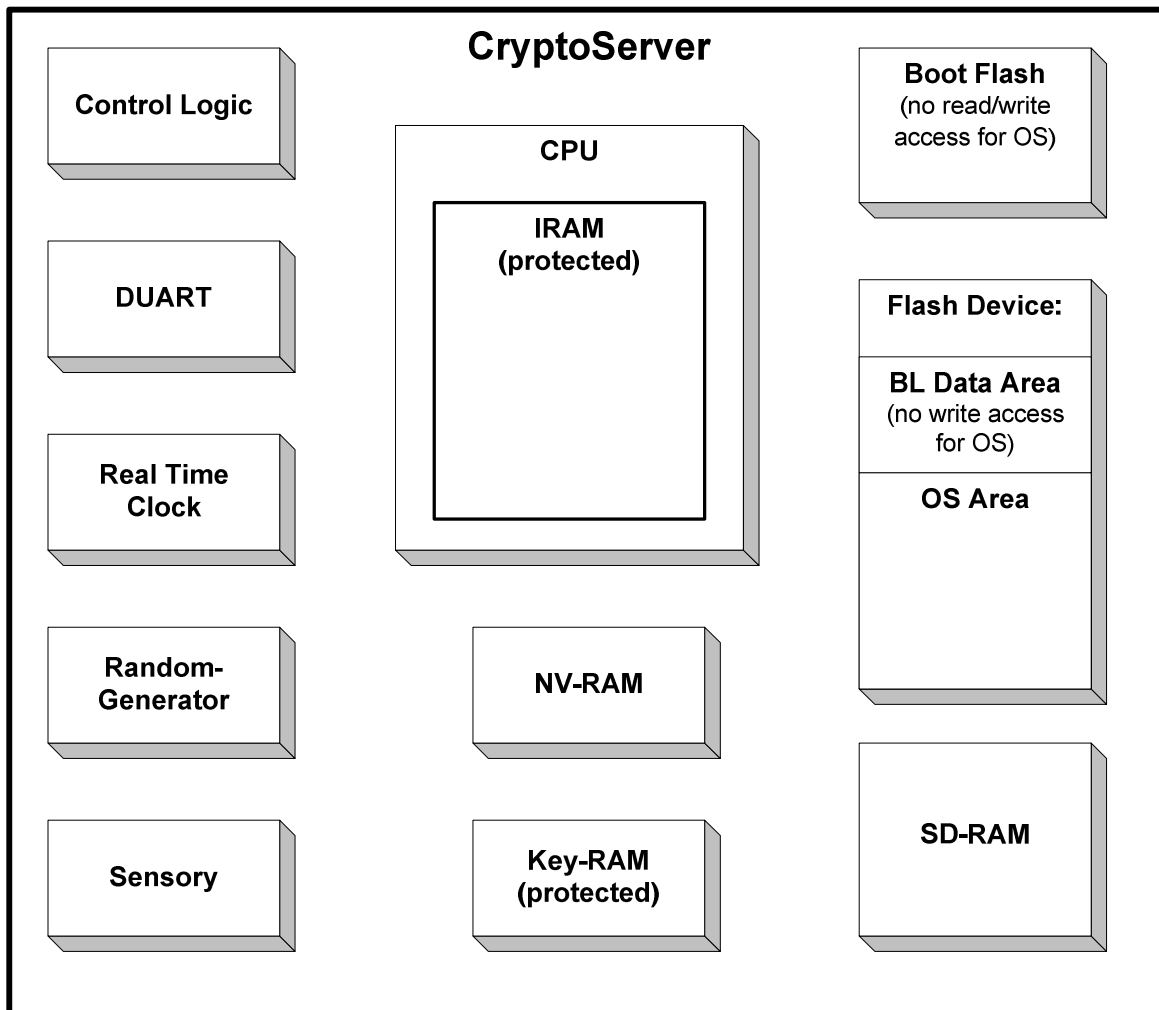 CryptoServer
Control Logic
DUART
Real Time
Clock
Random-
Generator
Sensory
CPU
IRAM
(protected)
NV-RAM
Key-RAM
(protected)
Boot Flash
(no read/write
access for OS)
Flash Device:
BL Data Area
(no write access
for OS)
OS Area
SD-RAM